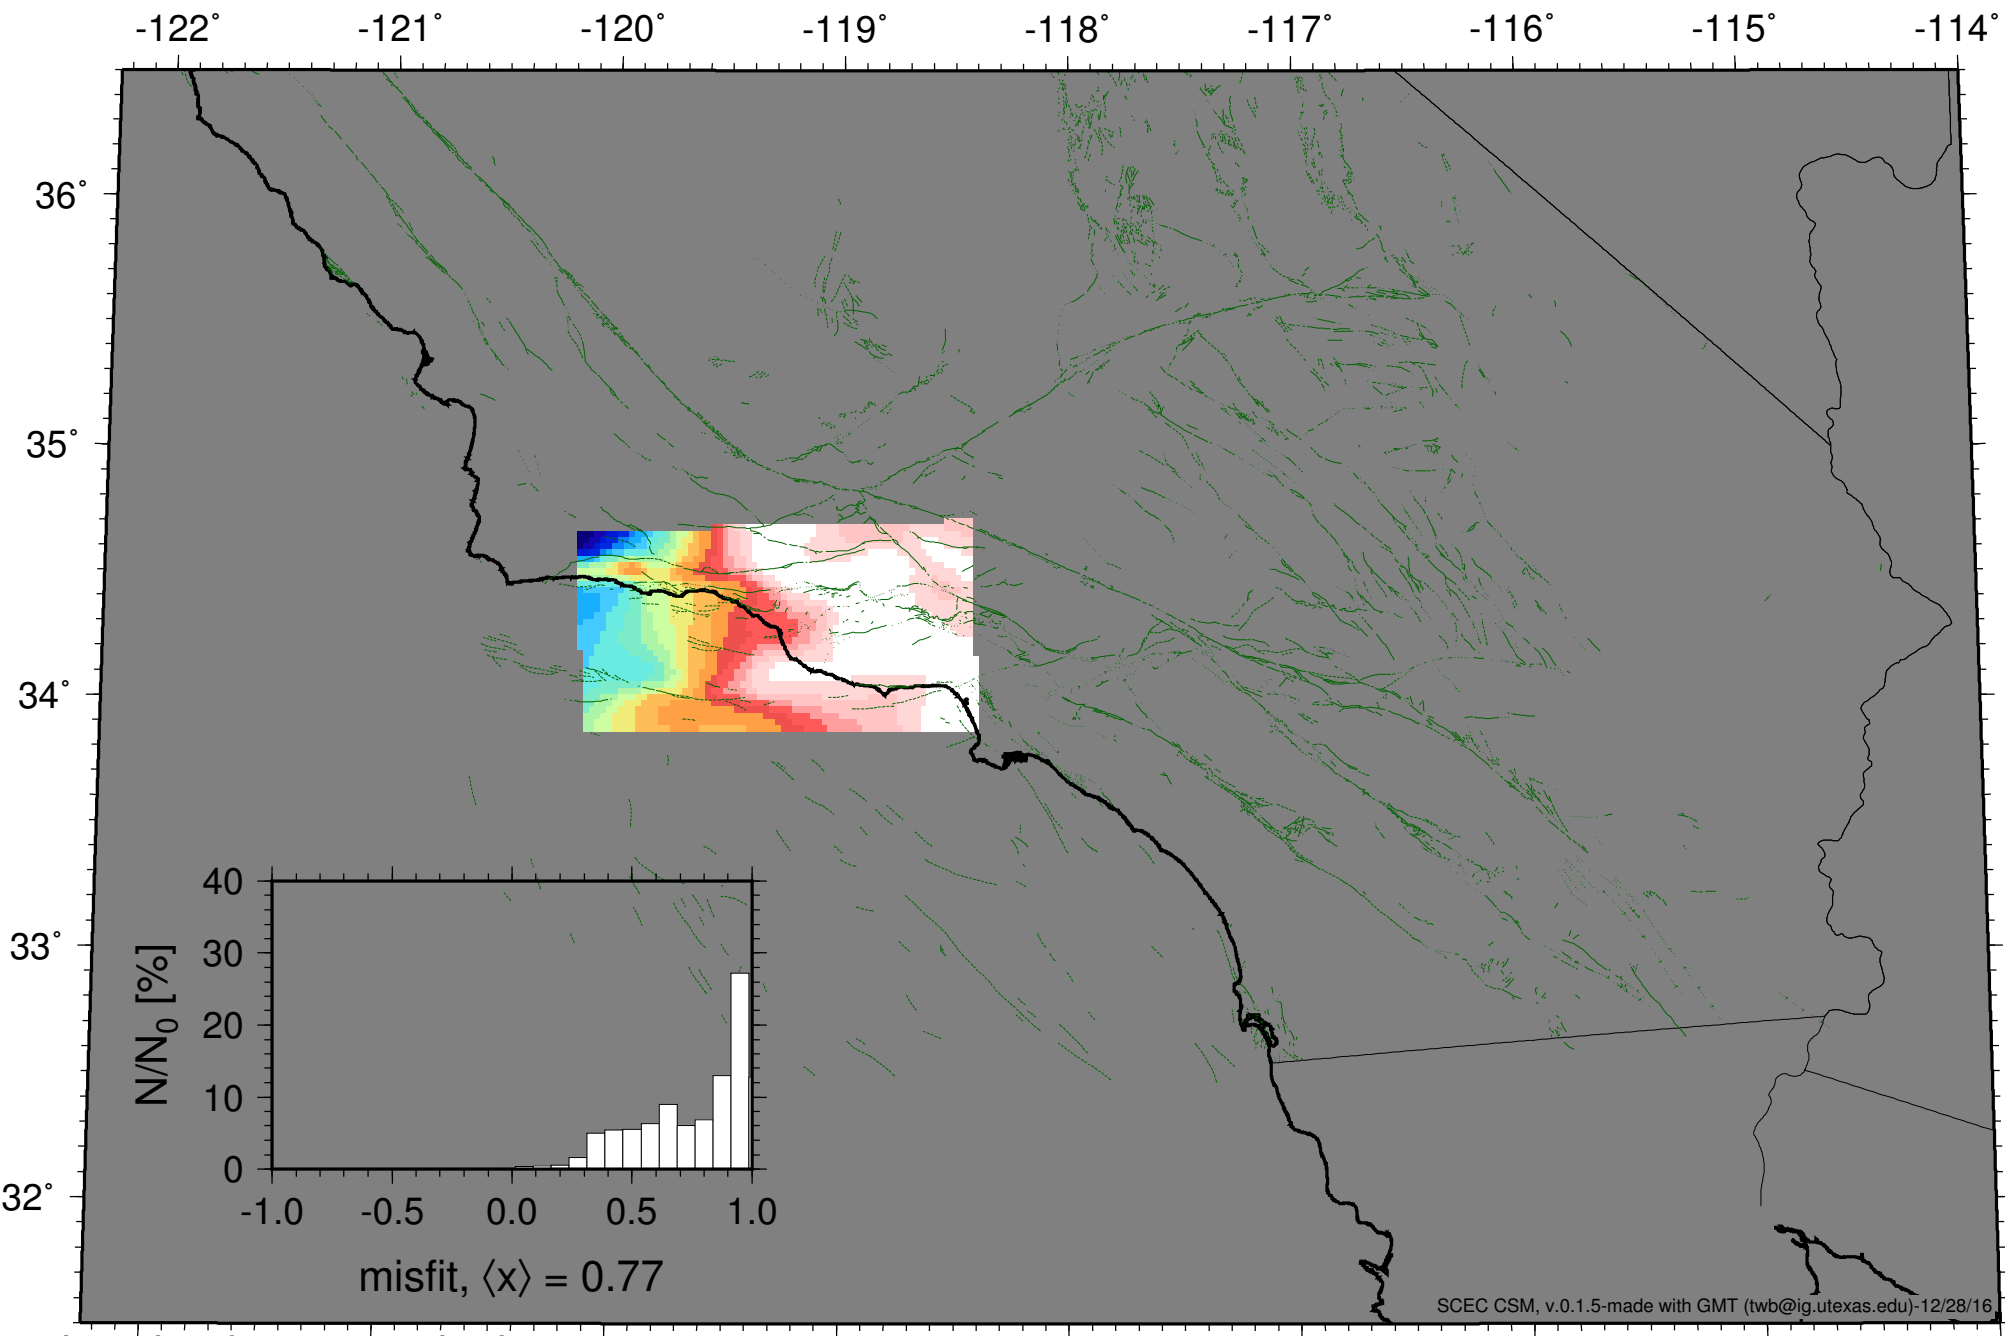 -122˚ -121˚ -120˚ -119˚ -118˚ -117˚ -116˚ -115˚ -114˚
36˚
35˚
34˚
33˚
32˚
40
30
20
10
0
N/N0 [%]
-1.0 -0.5 0.0 0.5 1.0
misfit, ⟨x⟩ = 0.77
SCEC CSM, v.0.1.5-made with GMT (twb@ig.utexas.edu)-12/28/16